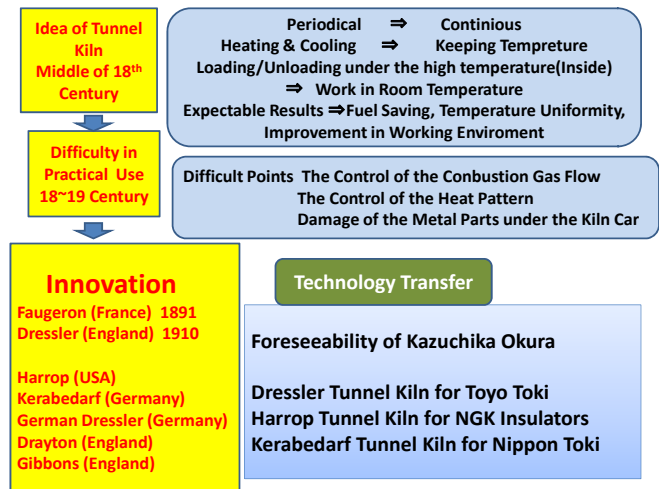 Idea of Tunnel
Kiln
Middle of 18th
Century
Periodical ⇒ Continious
Heating & Cooling ⇒ Keeping Tempreture
Loading/Unloading under the high temperature(Inside)
⇒ Work in Room Temperature
Expectable Results ⇒Fuel Saving, Temperature Uniformity,
Improvement in Working Enviroment
Difficulty in
Practical Use
18~19 Century
Difficult Points The Control of the Conbustion Gas Flow
The Control of the Heat Pattern
Damage of the Metal Parts under the Kiln Car
Innovation
Faugeron (France) 1891
Dressler (England) 1910
Harrop (USA)
Kerabedarf (Germany)
German Dressler (Germany)
Drayton (England)
Gibbons (England)
Technology Transfer
Foreseeability of Kazuchika Okura
Dressler Tunnel Kiln for Toyo Toki
Harrop Tunnel Kiln for NGK Insulators
Kerabedarf Tunnel Kiln for Nippon Toki